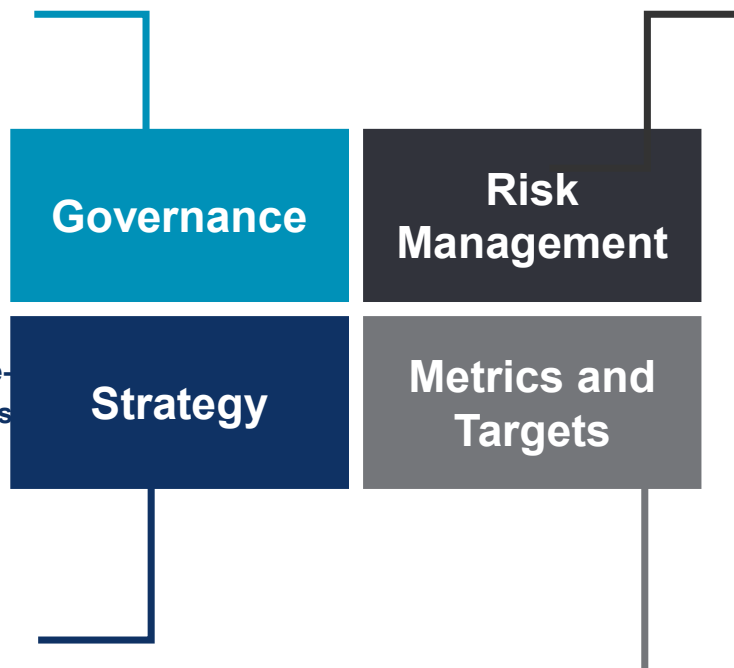 Governance
Risk
Management
Strategy
Metrics and
Targets